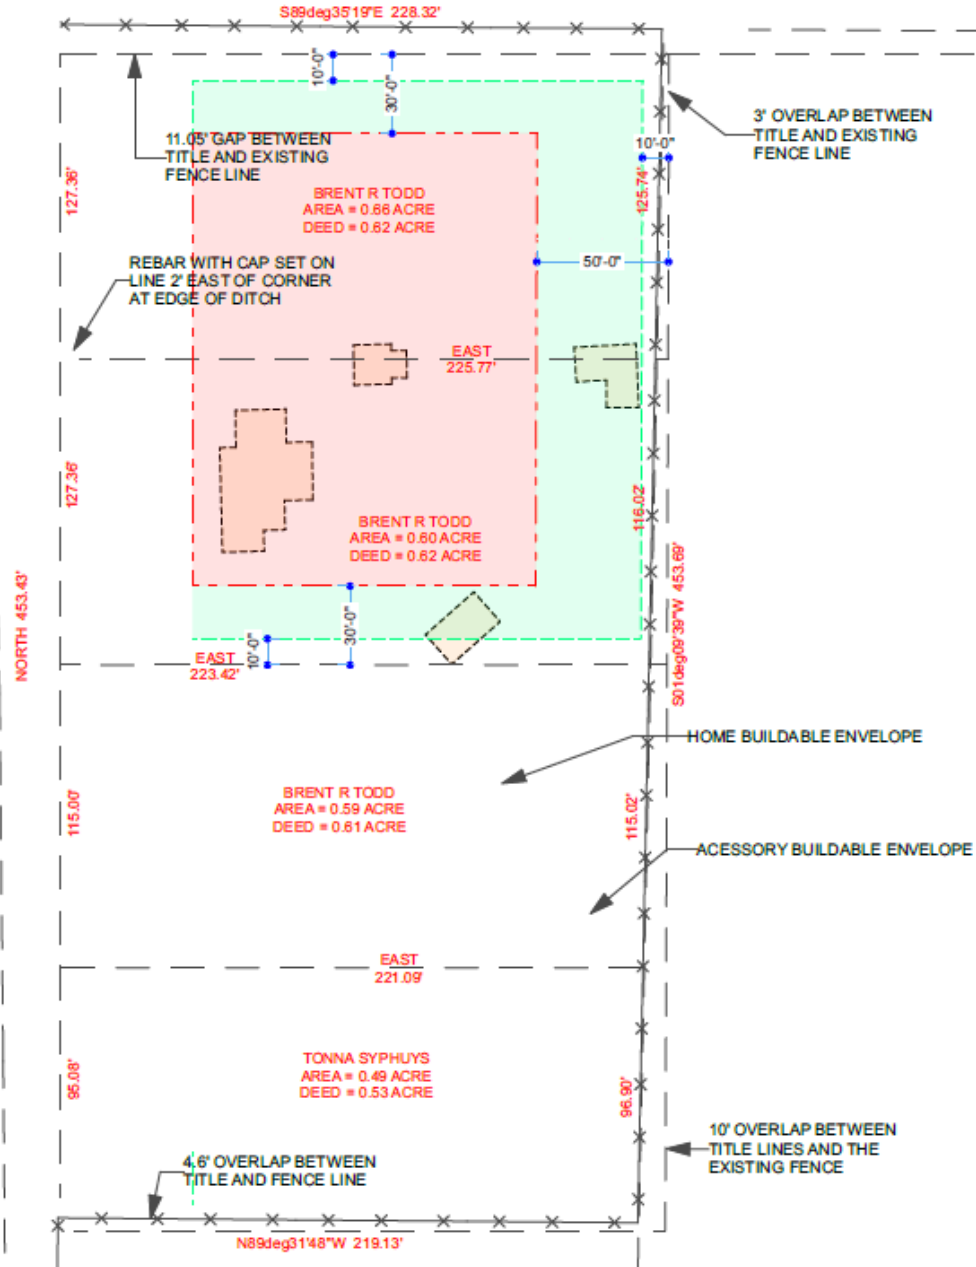 S89deg35'19"E 228.32'
10'-0"
30'-0"
3' OVERLAP BETWEEN
TITLE AND EXISTING
FENCE LINE
11.05' GAP BETWEEN
TITLE AND EXISTING
FENCE LINE
10'-0"
127.36'
125.74'
BRENT R TODD
AREA = 0.66 ACRE
DEED = 0.62 ACRE
REBAR WITH CAP SET ON
LINE 2' EAST OF CORNER
AT EDGE OF DITCH
50'-0"
EAST
225.77'
127.36'
116.02'
BRENT R TODD
AREA = 0.60 ACRE
DEED = 0.62 ACRE
NORTH 453.43'
S01deg09'39"W 453.69'
10'-0"
30'-0"
EAST
223.42'
HOME BUILDABLE ENVELOPE
BRENT R TODD
AREA = 0.59 ACRE
DEED = 0.61 ACRE
115.00'
115.02'
ACESSORY BUILDABLE ENVELOPE
EAST
221.09'
TONNA SYPHUYS
AREA = 0.49 ACRE
DEED = 0.53 ACRE
95.08'
96.90'
10' OVERLAP BETWEEN
TITLE LINES AND THE
EXISTING FENCE
4.6' OVERLAP BETWEEN
TITLE AND FENCE LINE
N89deg31'48"W 219.13'